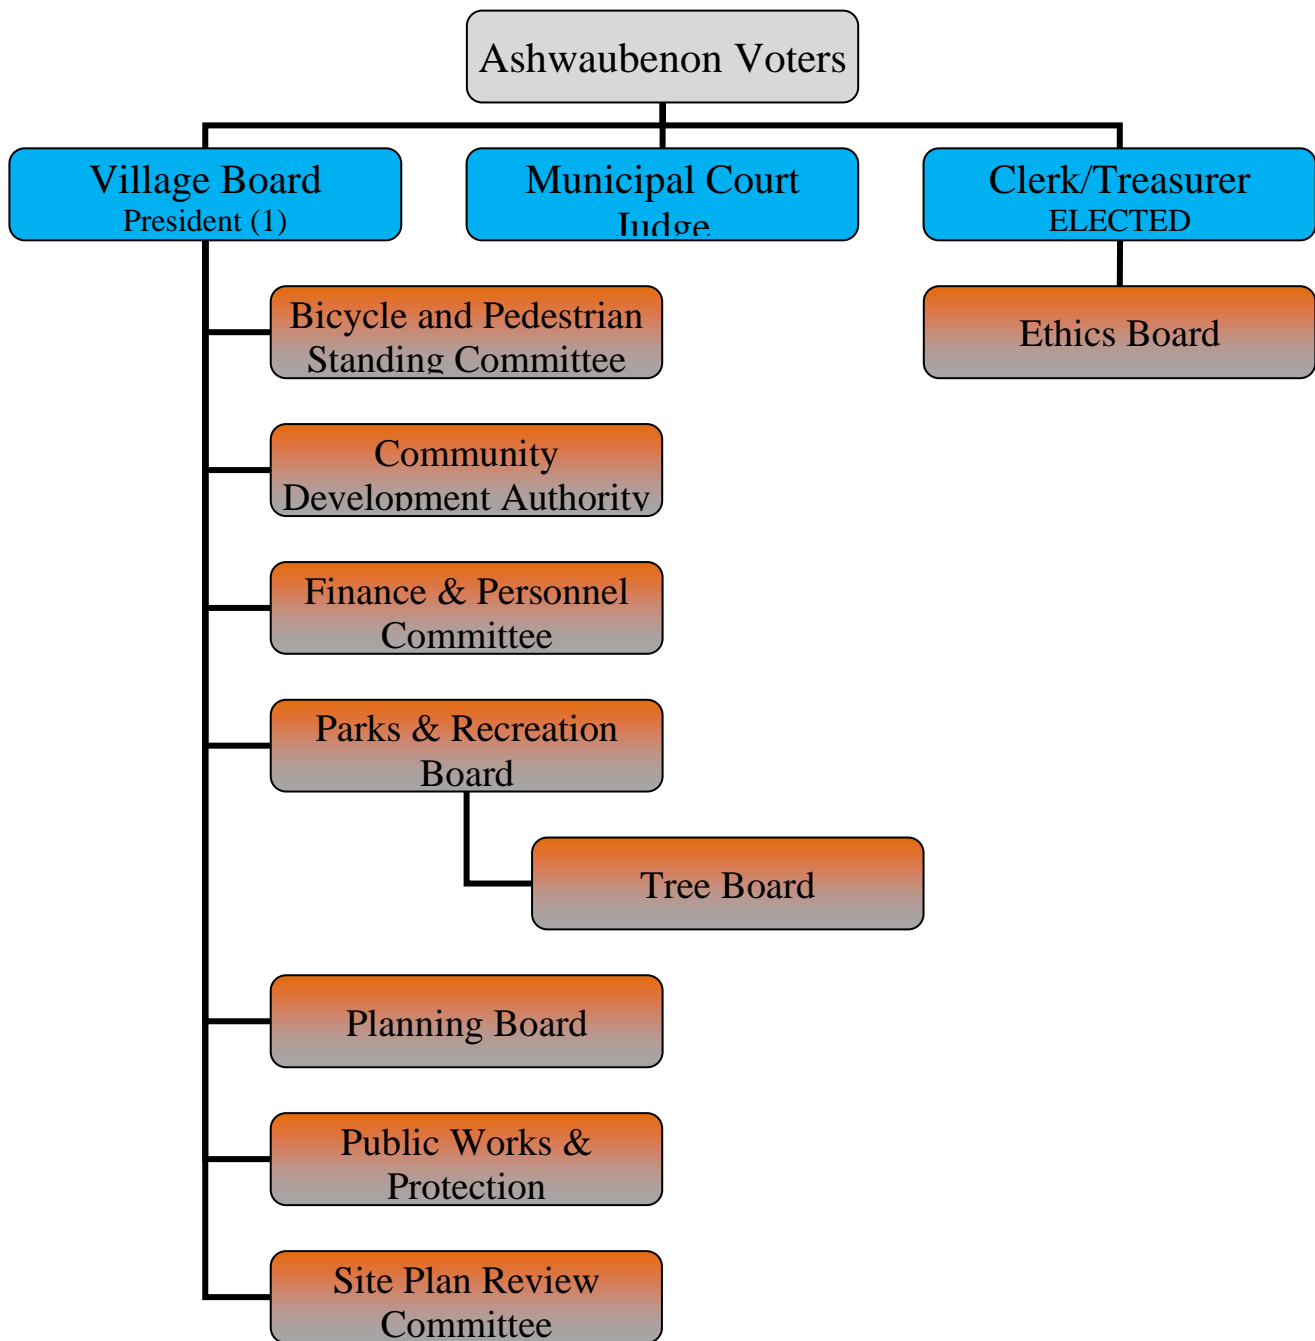 Ashwaubenon Voters
Village Board
President (1)
Municipal Court
Judge
Clerk/Treasurer
ELECTED
Bicycle and Pedestrian
Standing Committee
Ethics Board
Community
Development Authority
Finance & Personnel
Committee
Parks & Recreation
Board
Tree Board
Planning Board
Public Works &
Protection
Site Plan Review
Committee